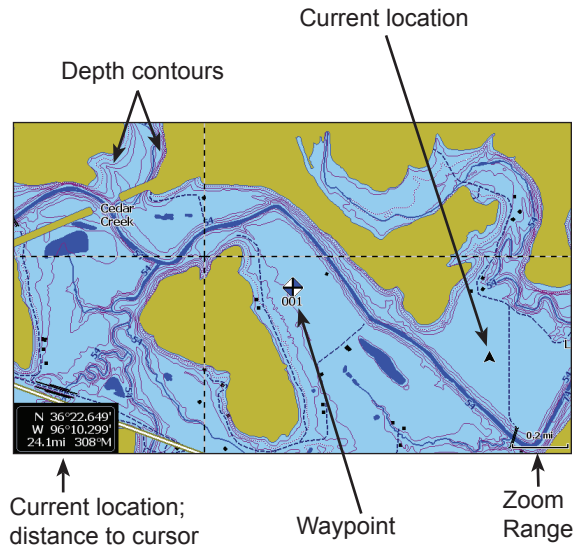 Current location
Depth contours
Cedar
Creek
001
N 36°22.649'
W 96°10.299'
24.1mi 308°M
0.2 mi
Current location;
distance to cursor
Waypoint
Zoom
Range